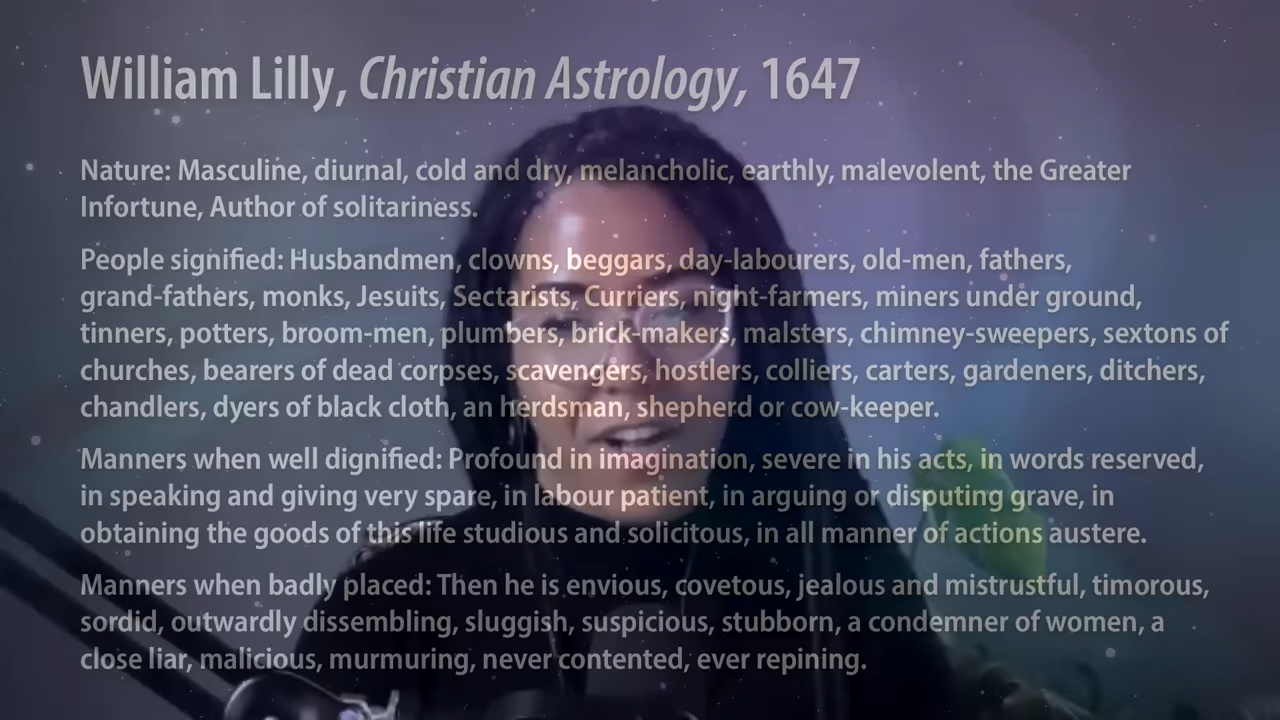 William Lilly, Christian Astrology, 1647
Nature: Masculine, diurnal, cold and dry, melancholic, earthly, malevolent, the Greater
Infortune, Author of solitariness.
People signified: Husbandmen, clowns, beggars, day-labourers, old-men, fathers,
grand-fathers, monks, Jesuits, Sectarists, Curriers, night-farmers, miners under ground,
tinners, potters, broom-men, plumbers, brick-makers, malsters, chimney-sweepers, sextons of
churches, bearers of dead corpses, scavengers, hostlers, colliers, carters, gardeners, ditchers,
chandlers, dyers of black cloth, an herdsman, shepherd or cow-keeper.
Manners when well dignified: Profound in imagination, severe in his acts, in words reserved,
in speaking and giving very spare, in labour patient, in arguing or disputing grave, in
obtaining the goods of this life studious and solicitous, in all manner of actions austere.
Manners when badly placed: Then he is envious, covetous, jealous and mistrustful, timorous,
sordid, outwardly dissembling, sluggish, suspicious, stubborn, a condemner of women, a
close liar, malicious, murmuring, never contented, ever repining.